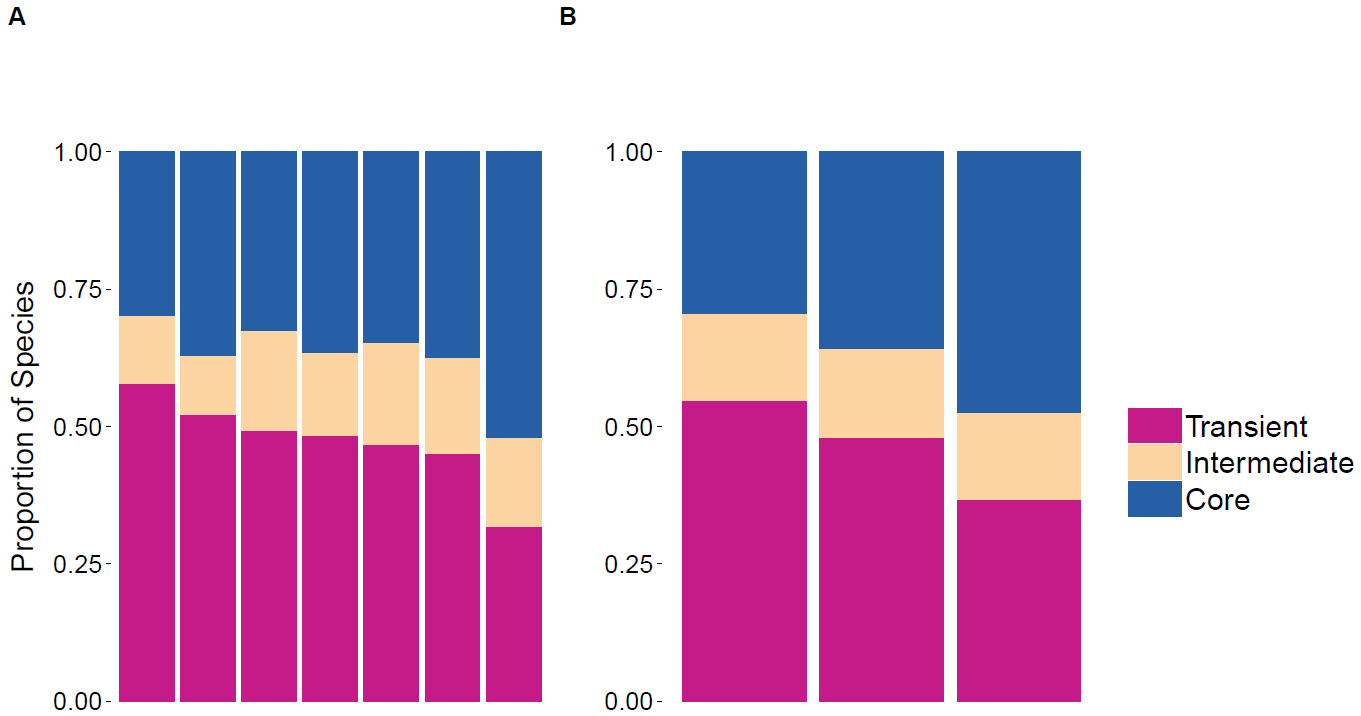 A
B
Proportion of Species
1.00
0.75
0.50
0.25
0.00
1.00
0.75
0.50
0.25
0.00
Transient
Intermediate
Core